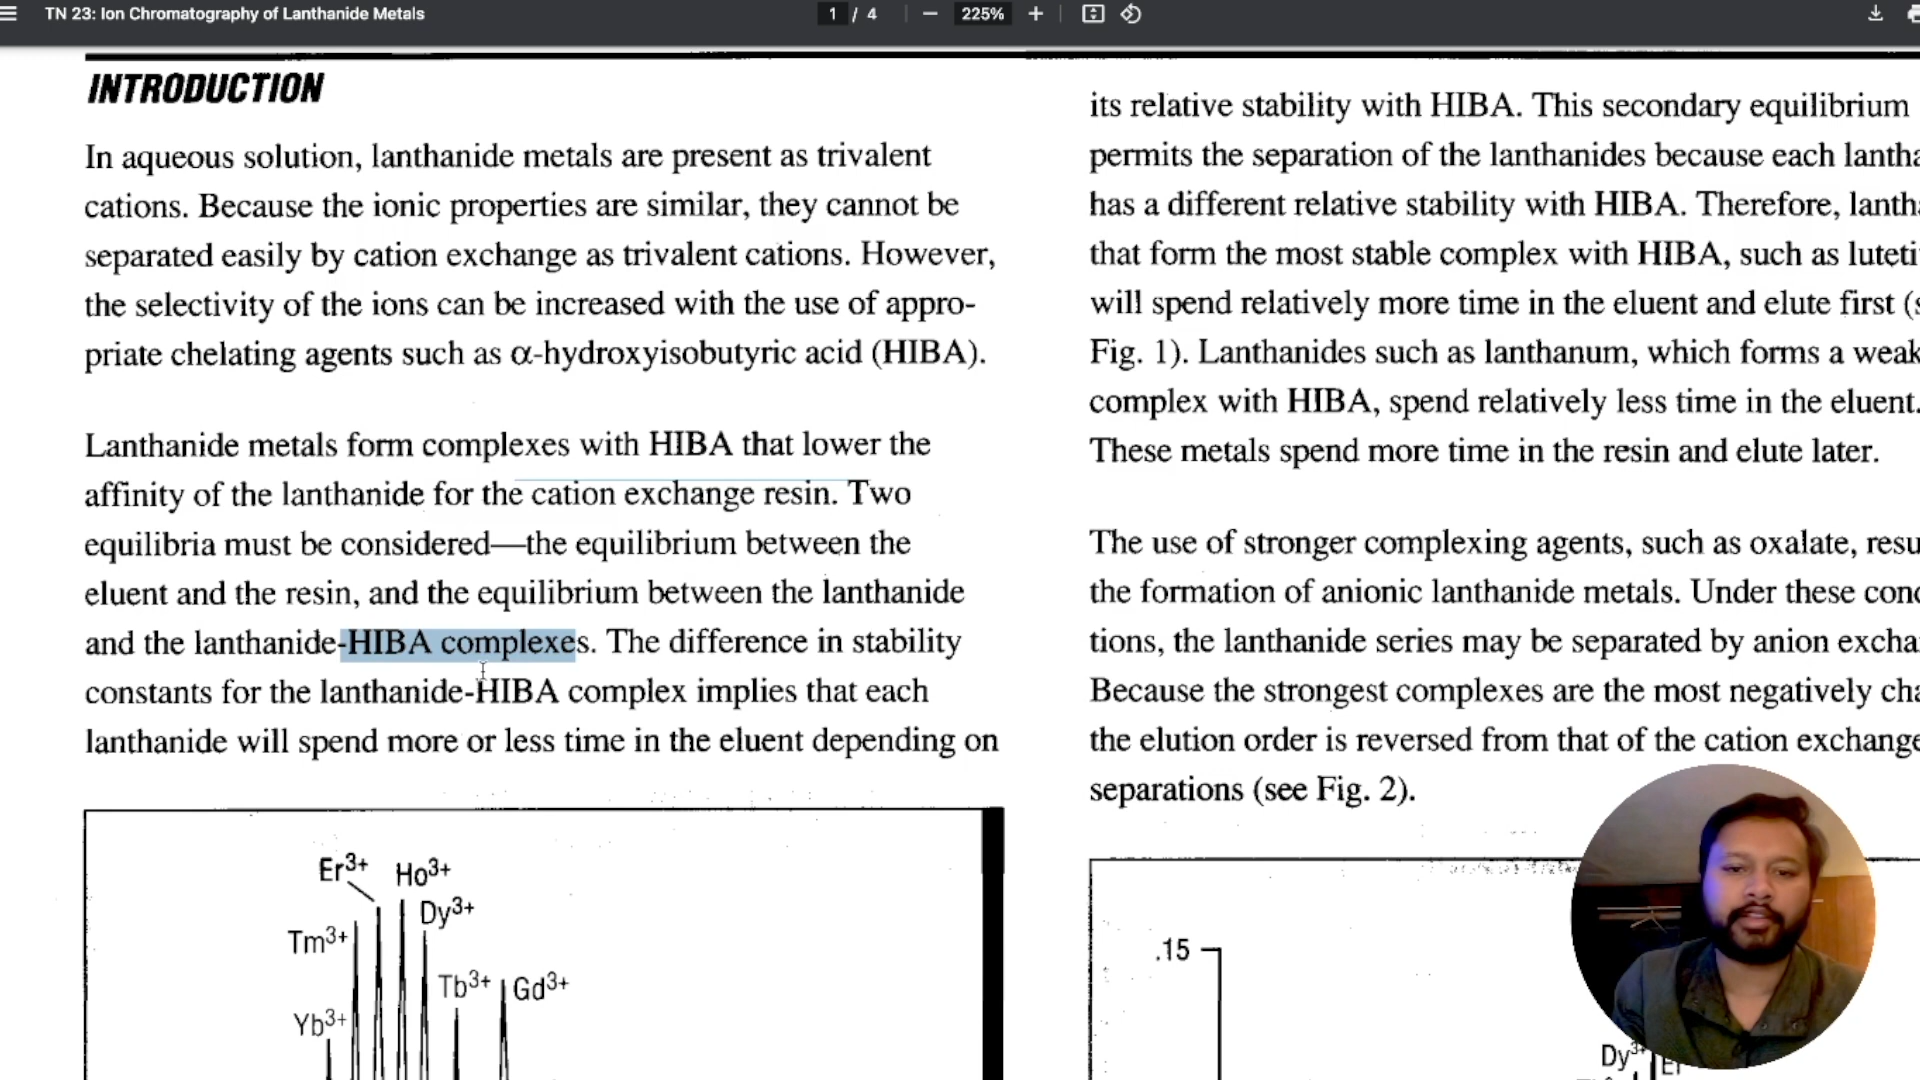 TN 23: Ion Chromatography of Lanthanide Metals
1 / 4
225%
INTRODUCTION
In aqueous solution, lanthanide metals are present as trivalent
cations. Because the ionic properties are similar, they cannot be
separated easily by cation exchange as trivalent cations. However,
the selectivity of the ions can be increased with the use of appro-
priate chelating agents such as α-hydroxyisobutyric acid (HIBA).
Lanthanide metals form complexes with HIBA that lower the
affinity of the lanthanide for the cation exchange resin. Two
equilibria must be considered—the equilibrium between the
eluent and the resin, and the equilibrium between the lanthanide
and the lanthanide-HIBA complexes. The difference in stability
constants for the lanthanide-HIBA complex implies that each
lanthanide will spend more or less time in the eluent depending on
Er³⁺
Ho³⁺
Dy³⁺
Tm³⁺
Tb³⁺
Gd³⁺
Yb³⁺
its relative stability with HIBA. This secondary equilibrium
permits the separation of the lanthanides because each lantha
has a different relative stability with HIBA. Therefore, lantha
that form the most stable complex with HIBA, such as luteti
will spend relatively more time in the eluent and elute first (s
Fig. 1). Lanthanides such as lanthanum, which forms a weak
complex with HIBA, spend relatively less time in the eluent.
These metals spend more time in the resin and elute later.
The use of stronger complexing agents, such as oxalate, resu
the formation of anionic lanthanide metals. Under these cond
tions, the lanthanide series may be separated by anion excha
Because the strongest complexes are the most negatively cha
the elution order is reversed from that of the cation exchange
separations (see Fig. 2).
.15
Dy³⁺
Er